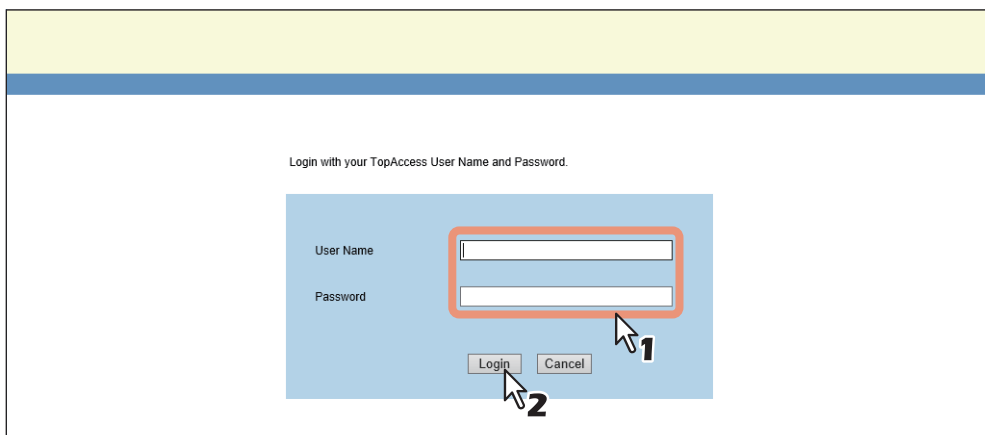 Login with your TopAccess User Name and Password.
User Name
Password
1
Login Cancel
2